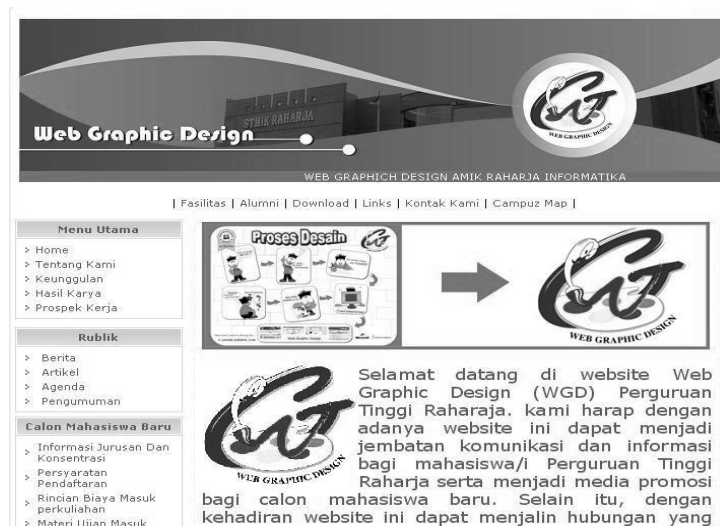 STMIK RAHARJA
Web Graphic Design
WEB GRAPHIC DESIGN
WEB GRAPHICH DESIGN AMIK RAHARJA INFORMATIKA
| Fasilitas | Alumni | Download | Links | Kontak Kami | Campuz Map |
Menu Utama
> Home
> Tentang Kami
> Keunggulan
> Hasil Karya
> Prospek Kerja
Rublik
> Berita
> Artikel
> Agenda
> Pengumuman
Calon Mahasiswa Baru
> Informasi Jurusan Dan
Konsentrasi
> Persyaratan
Pendaftaran
> Rincian Biaya Masuk
perkuliahan
> Materi Ujian Masuk
Proses Desain
WEB GRAPHIC DESIGN
WEB GRAPHIC DESIGN
Selamat datang di website Web
Graphic Design (WGD) Perguruan
Tinggi Raharaja. kami harap dengan
adanya website ini dapat menjadi
jembatan komunikasi dan informasi
bagi mahasiswa/i Perguruan Tinggi
Raharja serta menjadi media promosi
bagi calon mahasiswa baru. Selain itu, dengan
kehadiran website ini dapat menjalin hubungan yang